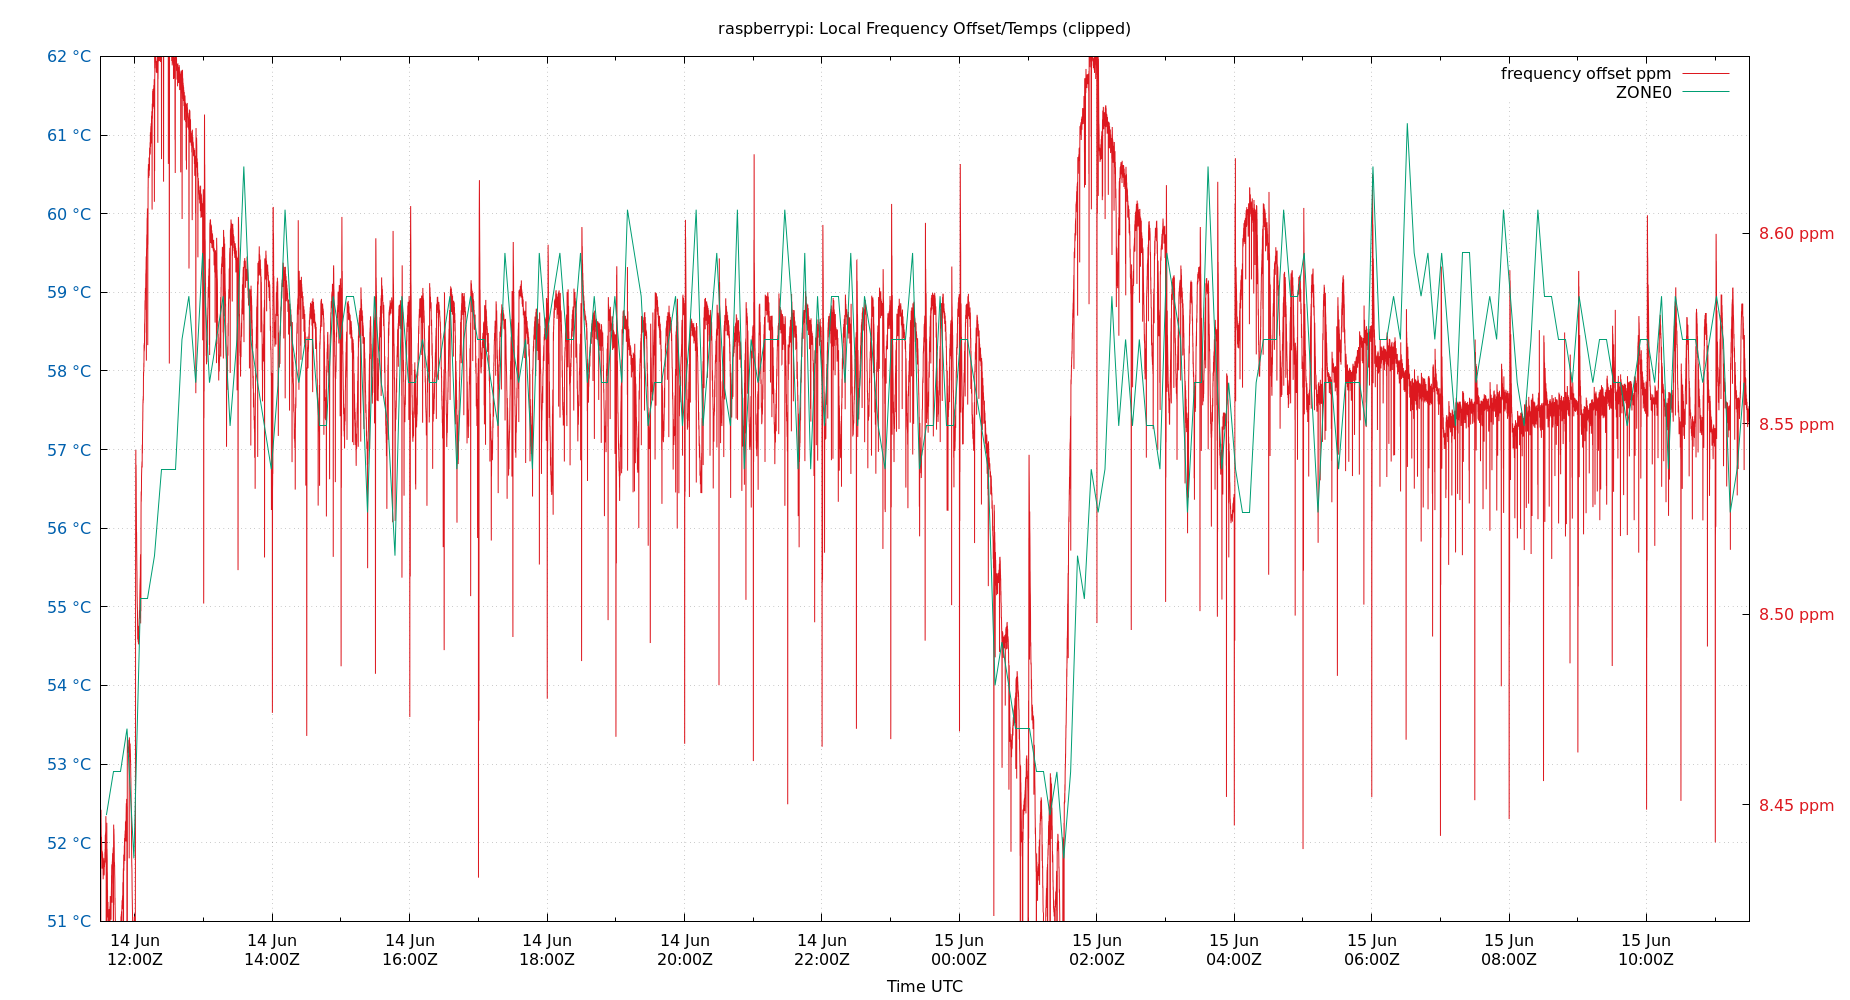 raspberrypi: Local Frequency Offset/Temps (clipped)
frequency offset ppm
ZONE0
62 °C
61 °C
60 °C
59 °C
58 °C
57 °C
56 °C
55 °C
54 °C
53 °C
52 °C
51 °C
8.60 ppm
8.55 ppm
8.50 ppm
8.45 ppm
14 Jun 14 Jun 14 Jun 14 Jun 14 Jun 14 Jun 15 Jun 15 Jun 15 Jun 15 Jun 15 Jun 15 Jun
12:00Z 14:00Z 16:00Z 18:00Z 20:00Z 22:00Z 00:00Z 02:00Z 04:00Z 06:00Z 08:00Z 10:00Z
Time UTC